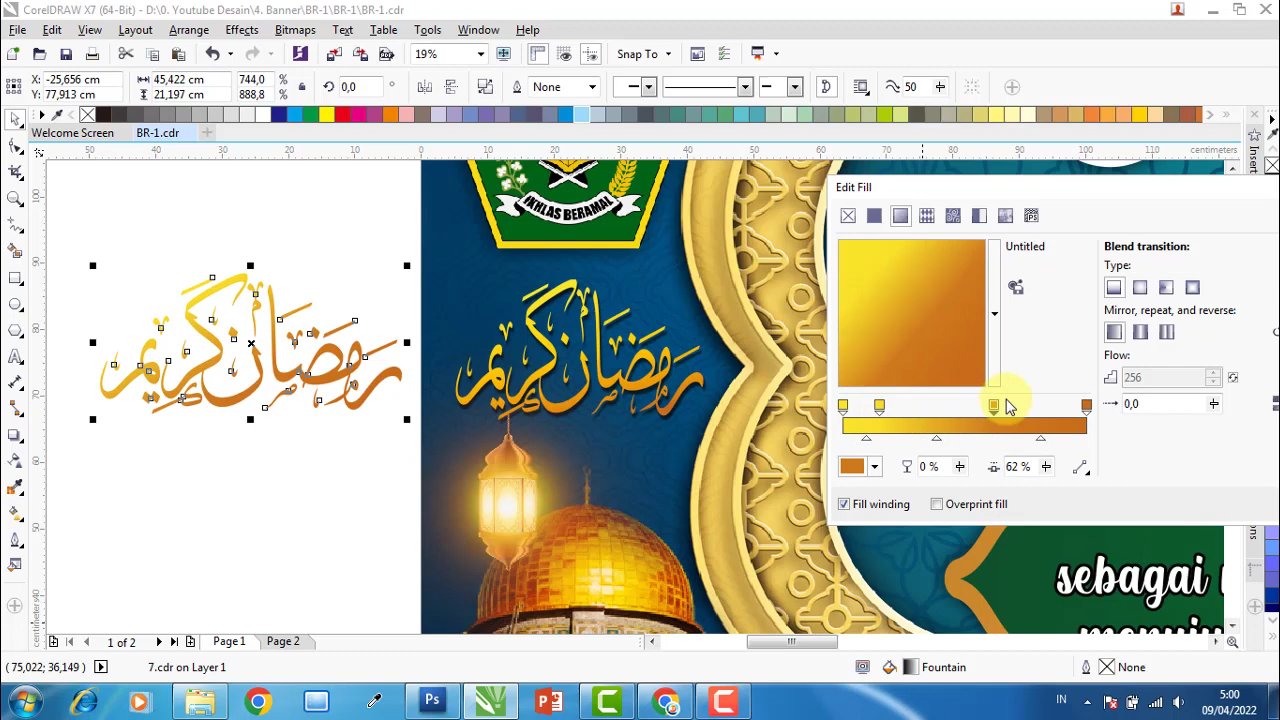 CorelDRAW X7 (64-Bit) - D:\0. Youtube Desain\4. Banner\BR-1\BR-1\BR-1.cdr
File Edit View Layout Arrange Effects Bitmaps Text Table Tools Window Help
19% Snap To
X: -25,656 cm 45,422 cm 744,0 % 0,0 ° None 50
Y: 77,913 cm 21,197 cm 888,8 %
Welcome Screen BR-1.cdr
50 40 30 20 10 0 10 20 30 40 50 60 70 80 90 100 110 centimeters
Insert
IKHLAS BERAMAL
Edit Fill
Untitled
Blend transition:
Type:
Mirror, repeat, and reverse:
Flow:
256
0,0
0 % 62 %
Fill winding Overprint fill
رمضان كريم
رمضان كريم
sebagai
centimeters
1 of 2 Page 1 Page 2
(75,022; 36,149) 7.cdr on Layer 1 Fountain None
Ps
IN 5:00
09/04/2022